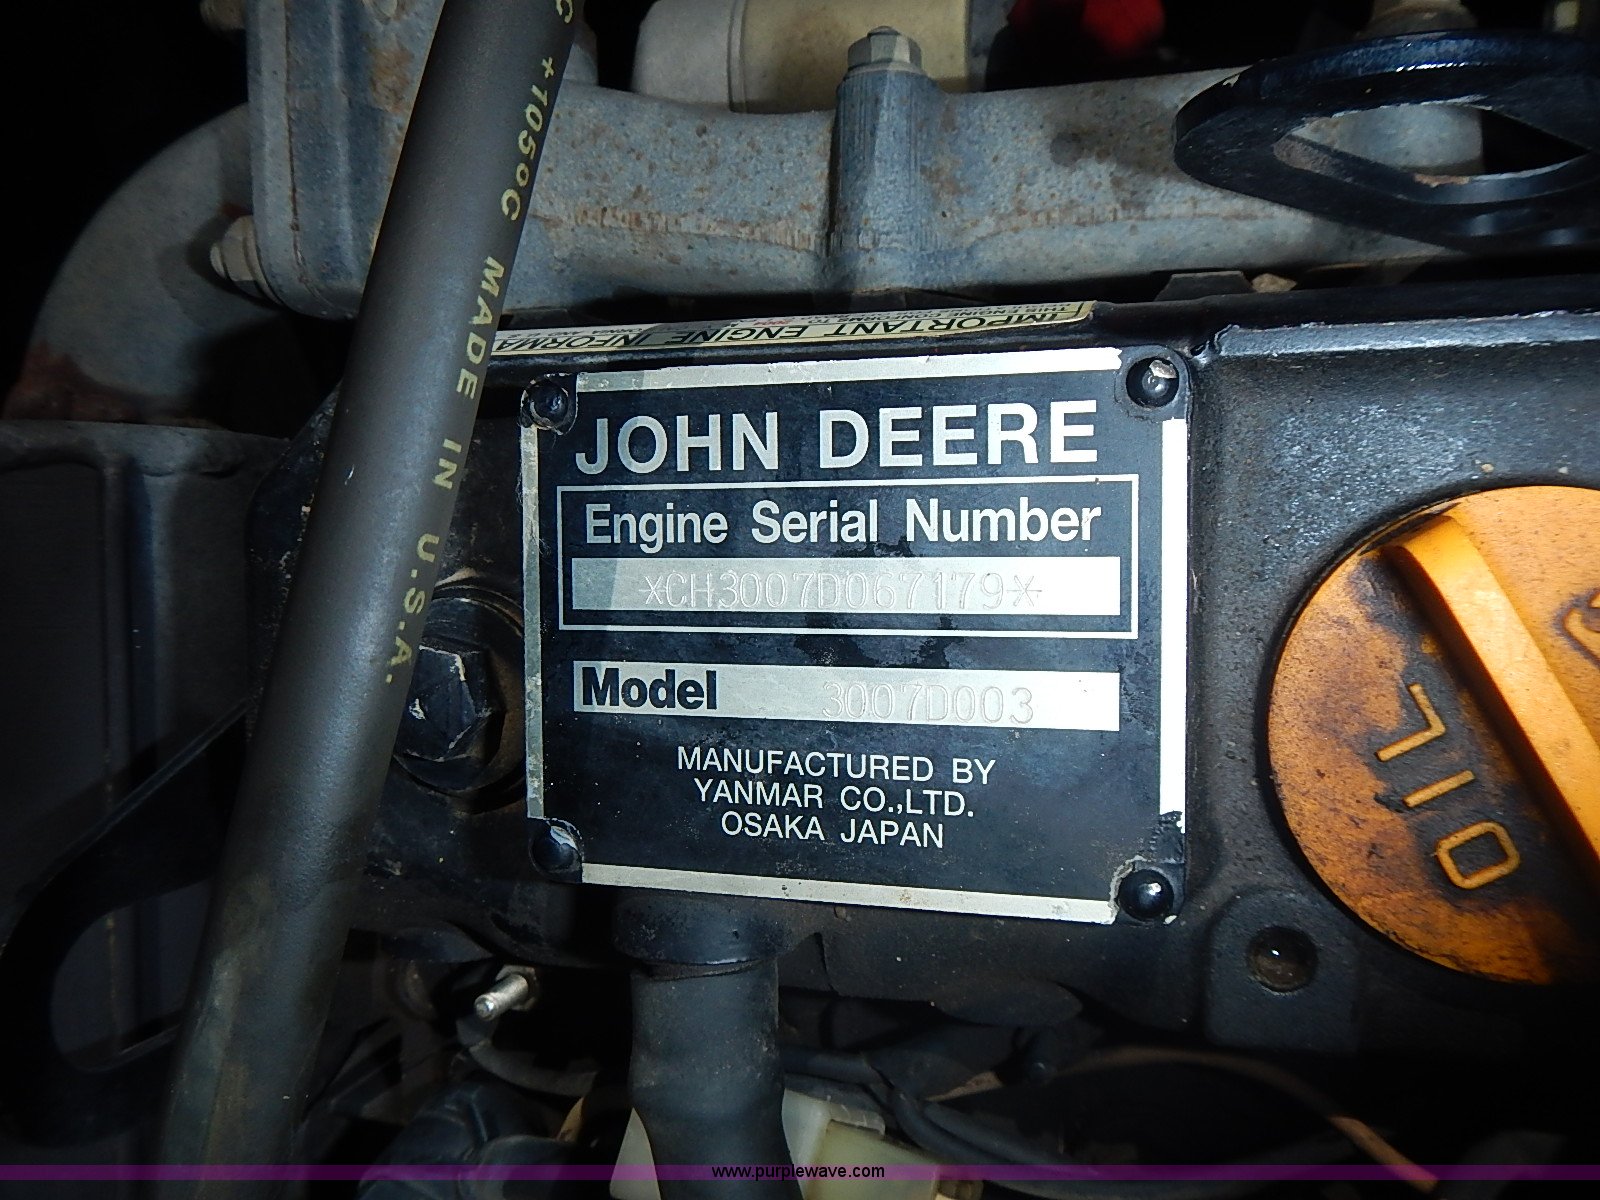 C +105°C MADE IN U.S.A.
IMPORTANT ENGINE INFORMA
JOHN DEERE
Engine Serial Number
*CH3007D067179*
Model 3007D003
MANUFACTURED BY
YANMAR CO.,LTD.
OSAKA JAPAN
OIL
www.purplewave.com